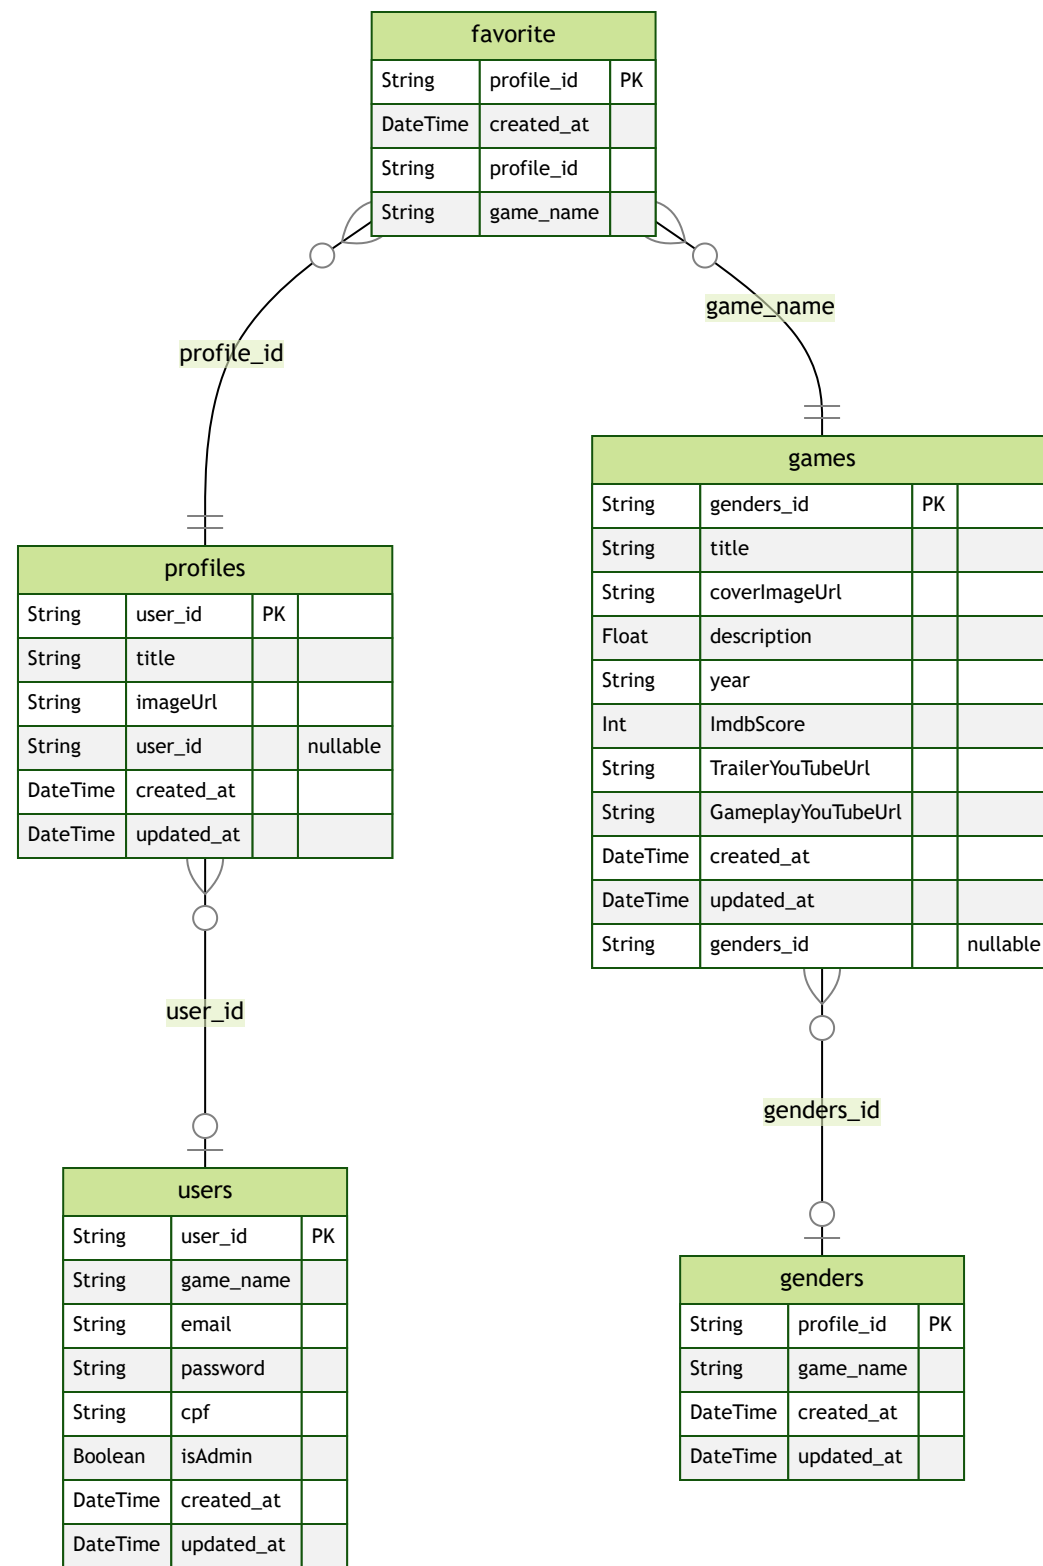 favorite
String profile_id PK
DateTime created_at
String profile_id
String game_name
profile_id
game_name
profiles
String user_id PK
String title
String imageUrl
String user_id nullable
DateTime created_at
DateTime updated_at
games
String genders_id PK
String title
String coverImageUrl
Float description
String year
Int ImdbScore
String TrailerYouTubeUrl
String GameplayYouTubeUrl
DateTime created_at
DateTime updated_at
String genders_id nullable
user_id
genders_id
users
String user_id PK
String game_name
String email
String password
String cpf
Boolean isAdmin
DateTime created_at
DateTime updated_at
genders
String profile_id PK
String game_name
DateTime created_at
DateTime updated_at